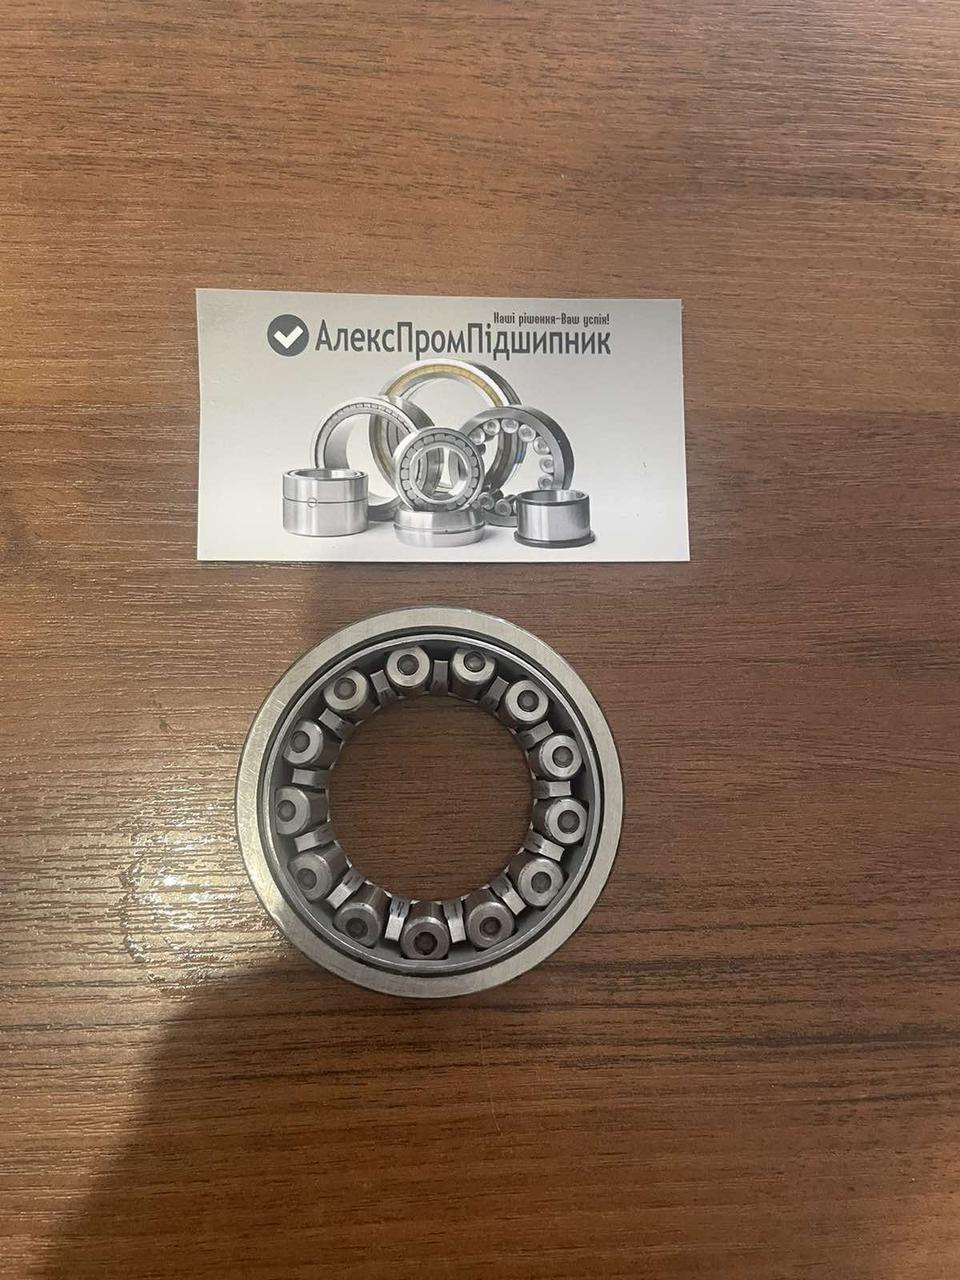 Наші рішення-Ваш успіх!
АлексПромПідшипник